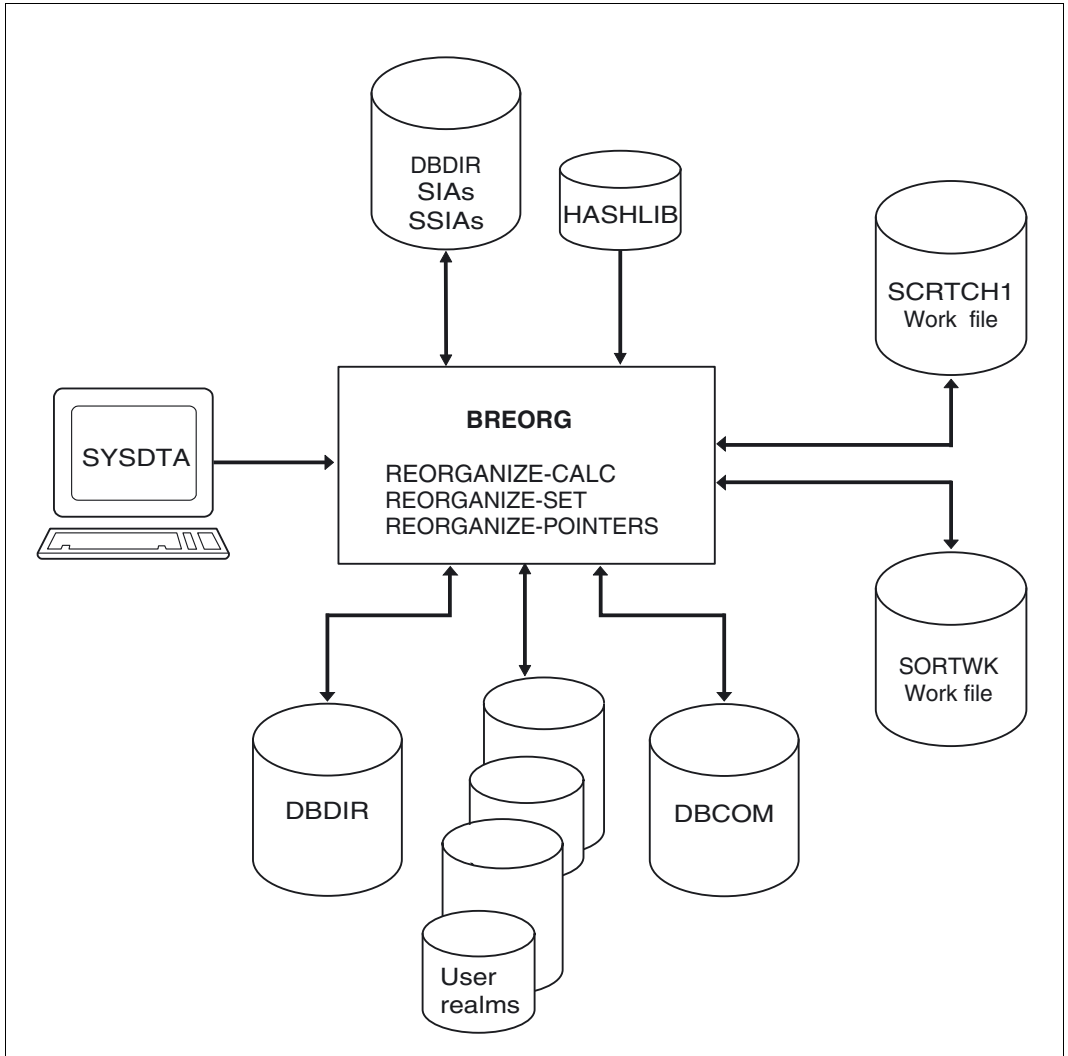 DBDIR
SIAs
SSIAs
HASHLIB
SCRTCH1
Work file
SYSDTA
BREORG
REORGANIZE-CALC
REORGANIZE-SET
REORGANIZE-POINTERS
SORTWK
Work file
DBDIR
DBCOM
User
realms